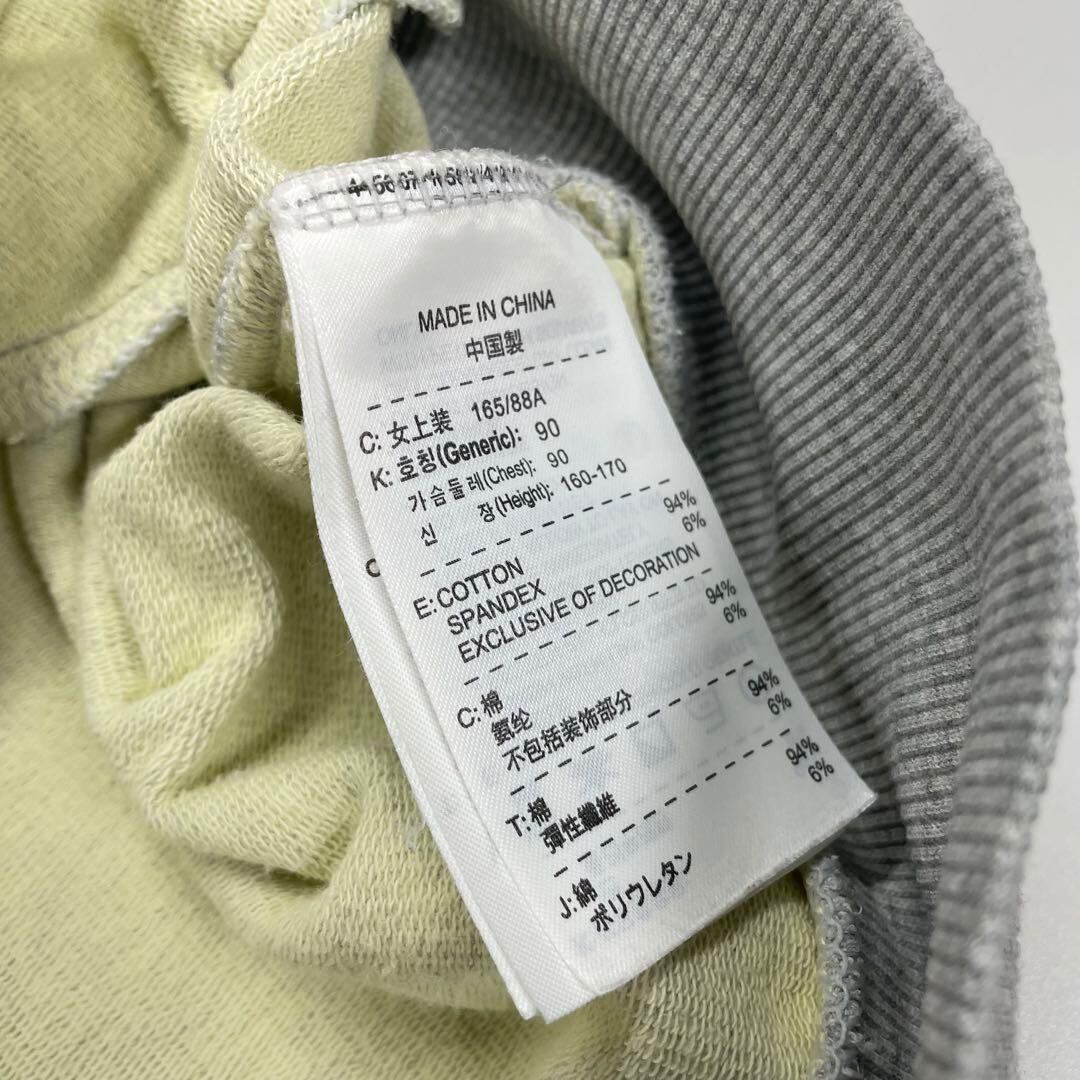 MADE IN CHINA
中国製
C: 女上装 165/88A
K: 호칭(Generic): 90
가슴둘레(Chest): 90
신 장(Height): 160-170
E: COTTON 94%
SPANDEX 6%
EXCLUSIVE OF DECORATION
C: 棉 94%
氨纶 6%
不包括装饰部分
T: 棉 94%
彈性纖維 6%
J: 綿 94%
ポリウレタン 6%